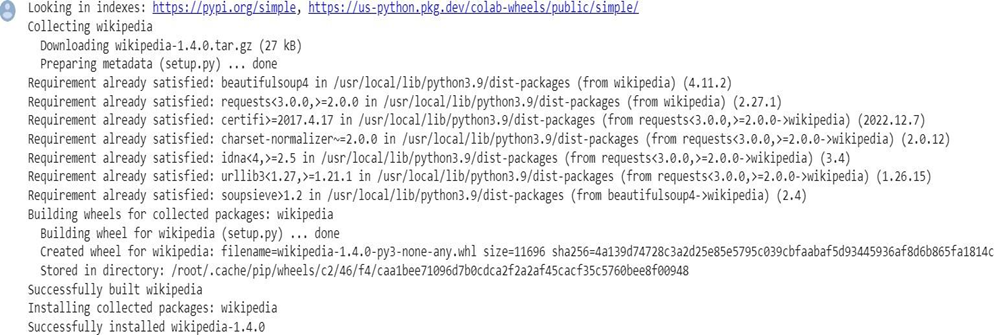 Looking in indexes: https://pypi.org/simple, https://us-python.pkg.dev/colab-wheels/public/simple/
Collecting wikipedia
Downloading wikipedia-1.4.0.tar.gz (27 kB)
Preparing metadata (setup.py) ... done
Requirement already satisfied: beautifulsoup4 in /usr/local/lib/python3.9/dist-packages (from wikipedia) (4.11.2)
Requirement already satisfied: requests<3.0.0,>=2.0.0 in /usr/local/lib/python3.9/dist-packages (from wikipedia) (2.27.1)
Requirement already satisfied: certifi>=2017.4.17 in /usr/local/lib/python3.9/dist-packages (from requests<3.0.0,>=2.0.0->wikipedia) (2022.12.7)
Requirement already satisfied: charset-normalizer~=2.0.0 in /usr/local/lib/python3.9/dist-packages (from requests<3.0.0,>=2.0.0->wikipedia) (2.0.12)
Requirement already satisfied: idna<4,>=2.5 in /usr/local/lib/python3.9/dist-packages (from requests<3.0.0,>=2.0.0->wikipedia) (3.4)
Requirement already satisfied: urllib3<1.27,>=1.21.1 in /usr/local/lib/python3.9/dist-packages (from requests<3.0.0,>=2.0.0->wikipedia) (1.26.15)
Requirement already satisfied: soupsieve>1.2 in /usr/local/lib/python3.9/dist-packages (from beautifulsoup4->wikipedia) (2.4)
Building wheels for collected packages: wikipedia
Building wheel for wikipedia (setup.py) ... done
Created wheel for wikipedia: filename=wikipedia-1.4.0-py3-none-any.whl size=11696 sha256=4a139d74728c3a2d25e85e5795c039cbfaabaf5d93445936af8d6b865fa1814c
Stored in directory: /root/.cache/pip/wheels/c2/46/f4/caa1bee71096d7b0cdca2f2a2af45cacf35c5760bee8f00948
Successfully built wikipedia
Installing collected packages: wikipedia
Successfully installed wikipedia-1.4.0